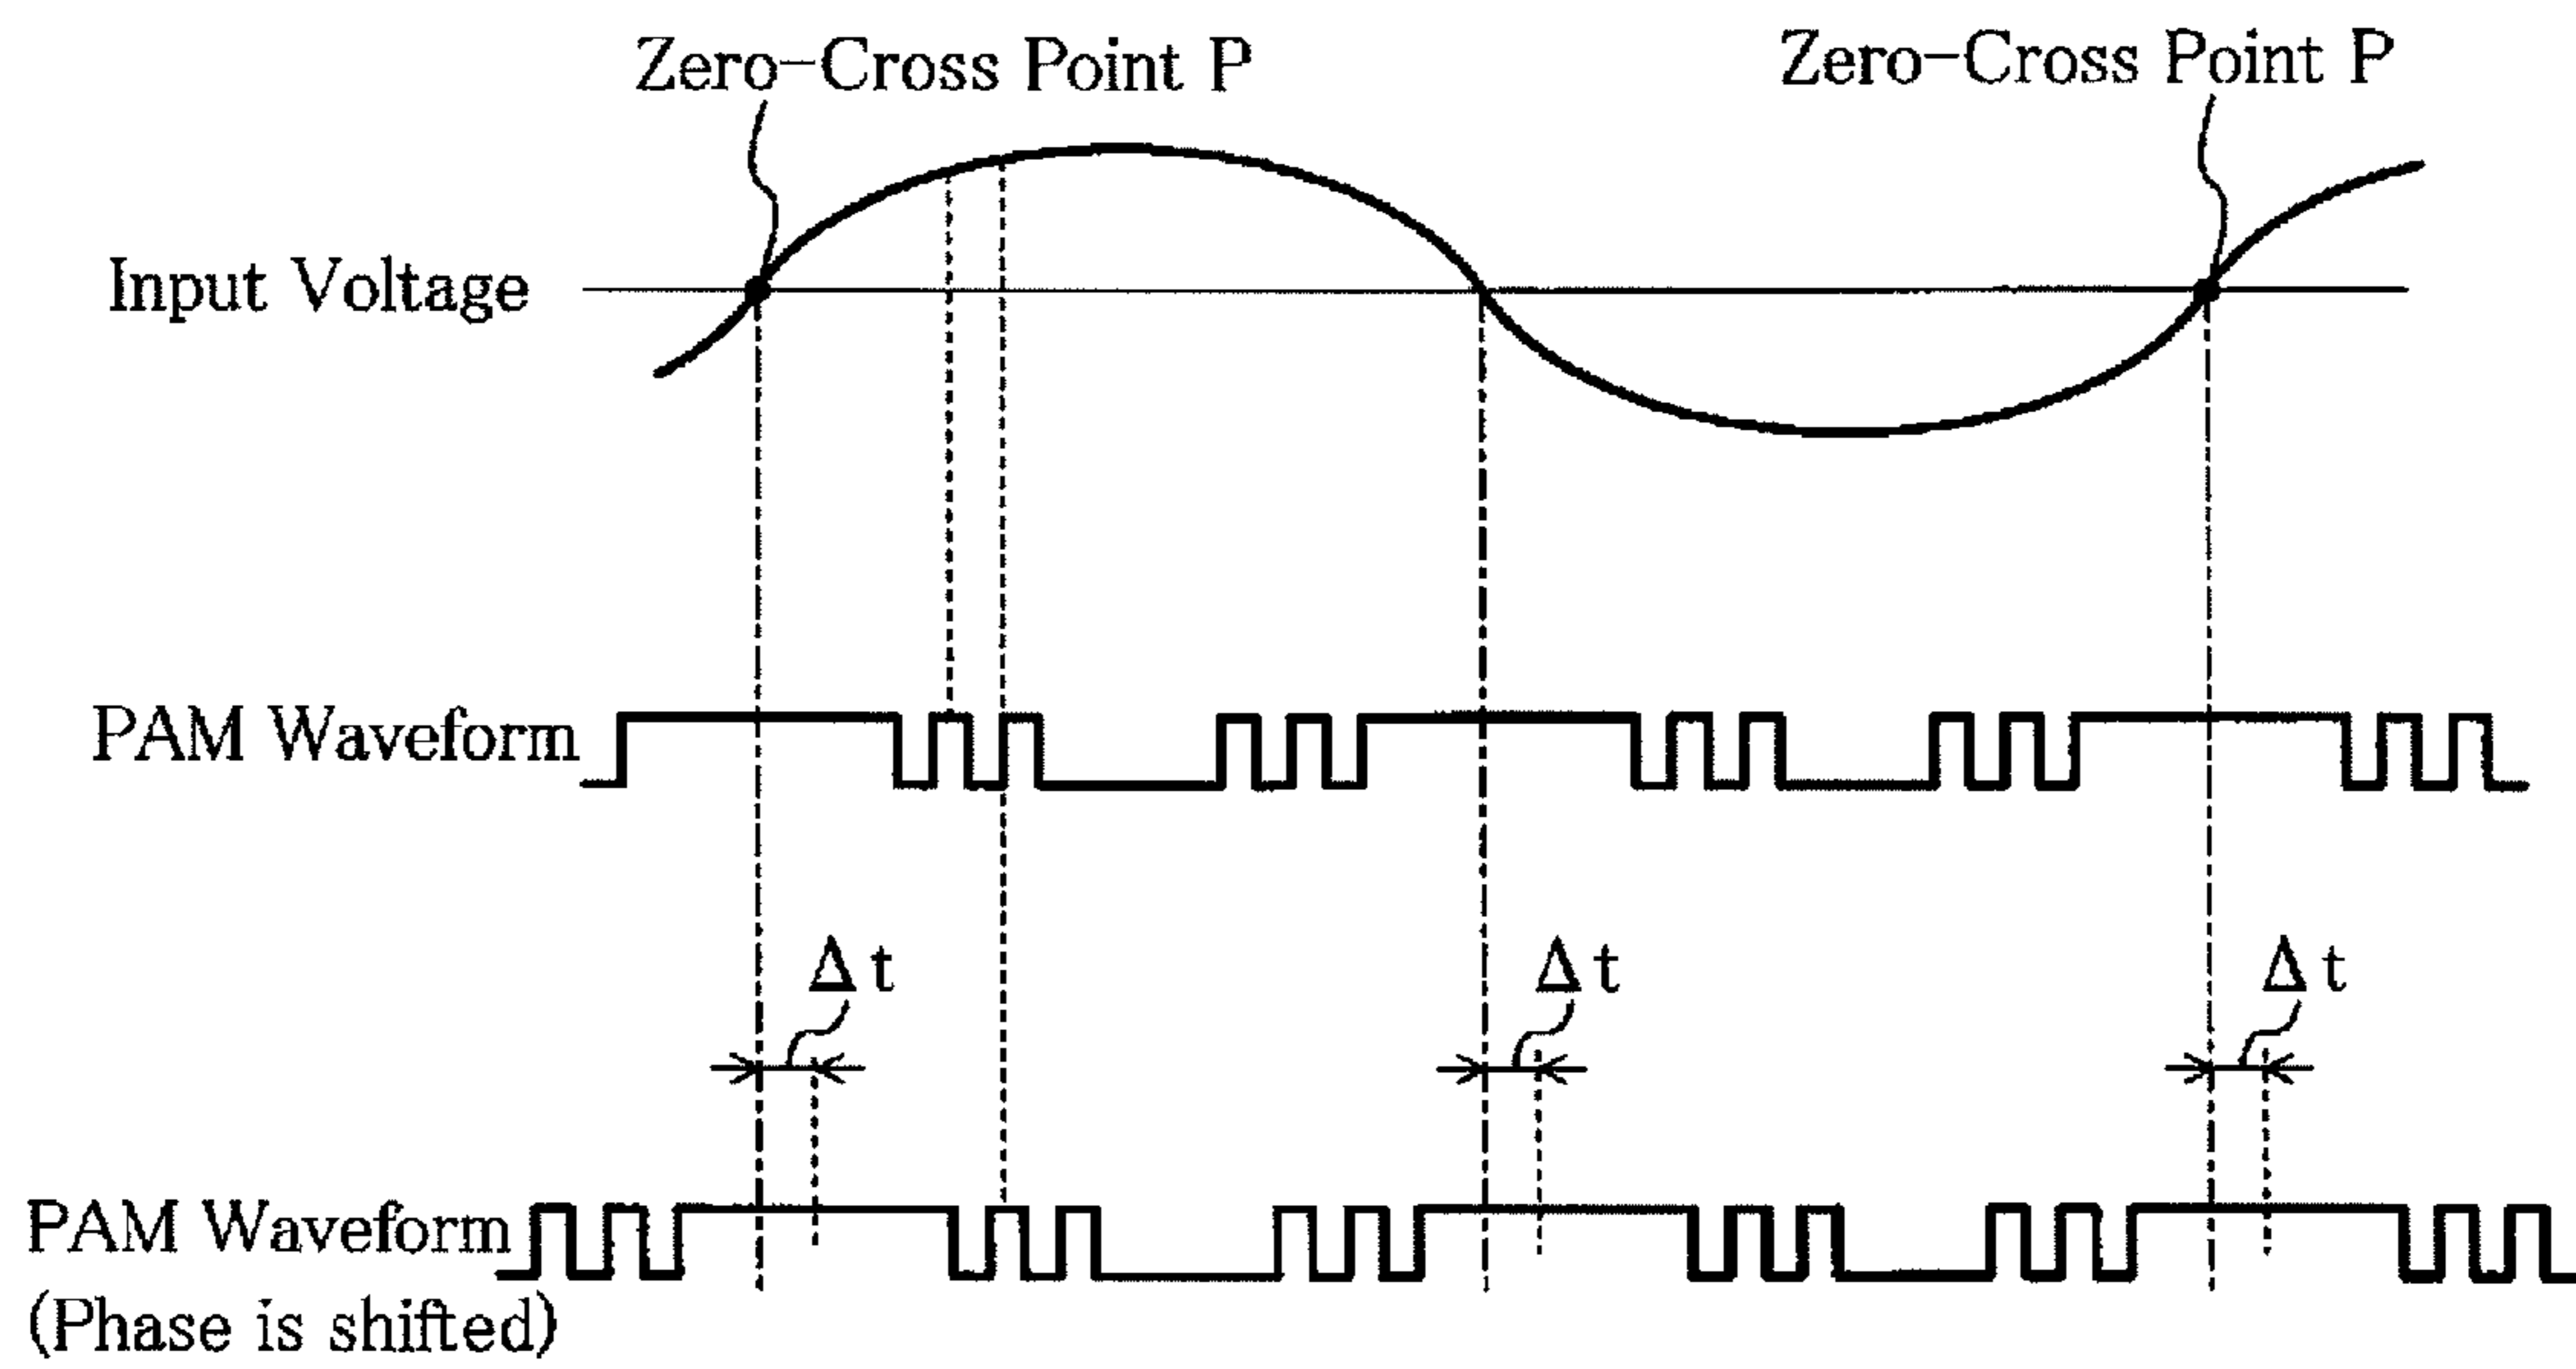 Zero-Cross Point P
Zero-Cross Point P
Input Voltage
PAM Waveform
Δt
Δt
Δt
PAM Waveform
(Phase is shifted)